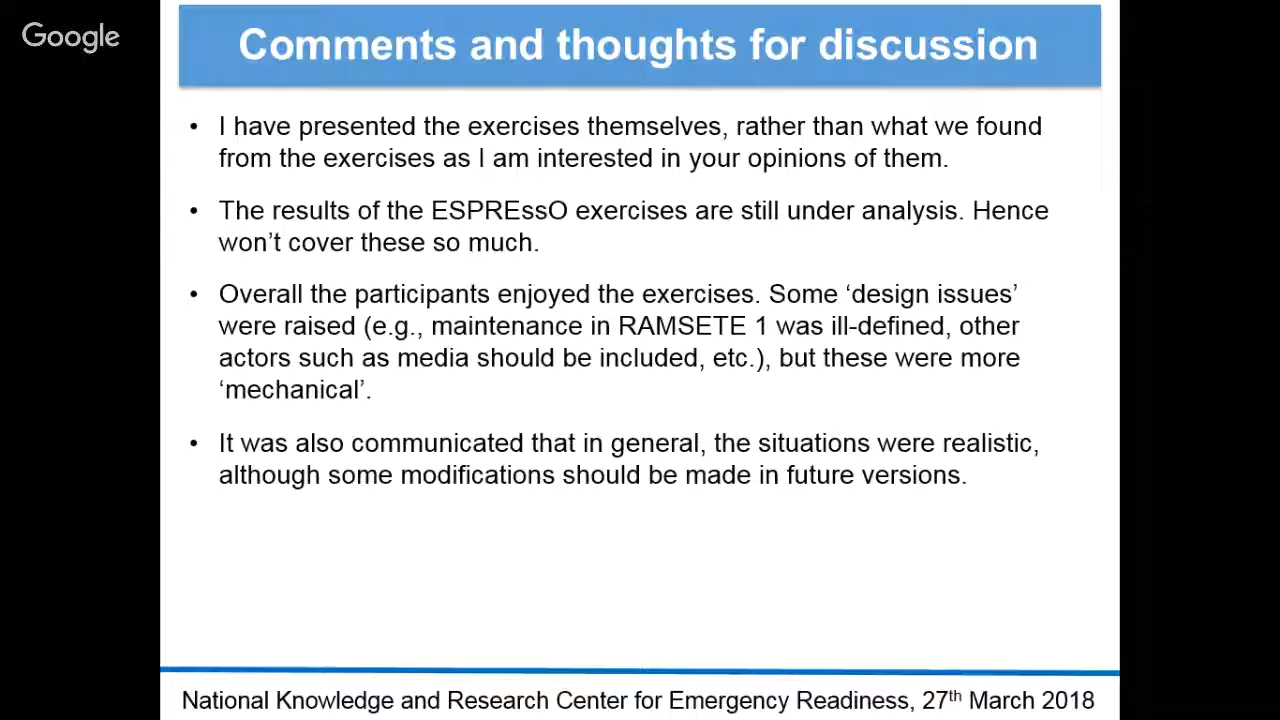 Google
Comments and thoughts for discussion
• I have presented the exercises themselves, rather than what we found
from the exercises as I am interested in your opinions of them.
• The results of the ESPREssO exercises are still under analysis. Hence
won’t cover these so much.
• Overall the participants enjoyed the exercises. Some ‘design issues’
were raised (e.g., maintenance in RAMSETE 1 was ill-defined, other
actors such as media should be included, etc.), but these were more
‘mechanical’.
• It was also communicated that in general, the situations were realistic,
although some modifications should be made in future versions.
National Knowledge and Research Center for Emergency Readiness, 27th March 2018